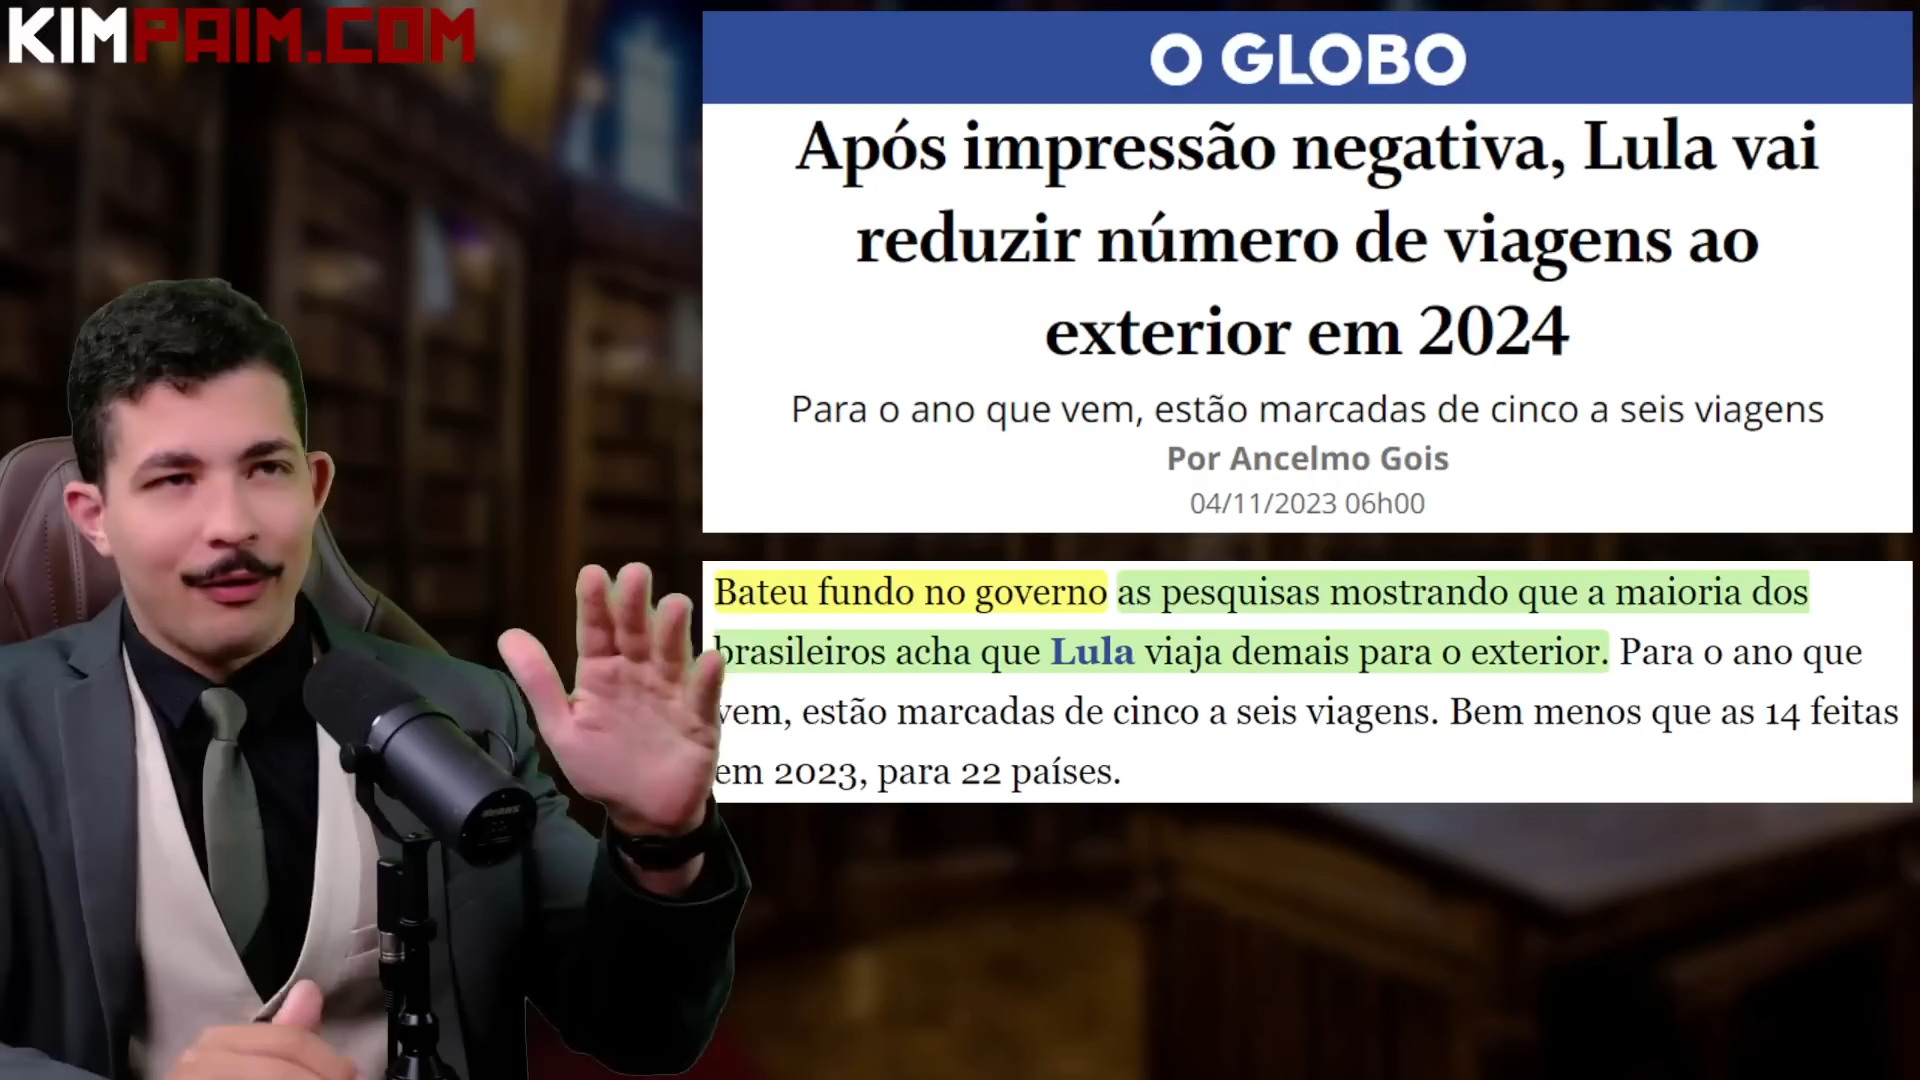 KIMPAIM.COM
O GLOBO
Após impressão negativa, Lula vai
reduzir número de viagens ao
exterior em 2024
Para o ano que vem, estão marcadas de cinco a seis viagens
Por Ancelmo Gois
04/11/2023 06h00
Bateu fundo no governo as pesquisas mostrando que a maioria dos
brasileiros acha que Lula viaja demais para o exterior. Para o ano que
vem, estão marcadas de cinco a seis viagens. Bem menos que as 14 feitas
em 2023, para 22 países.